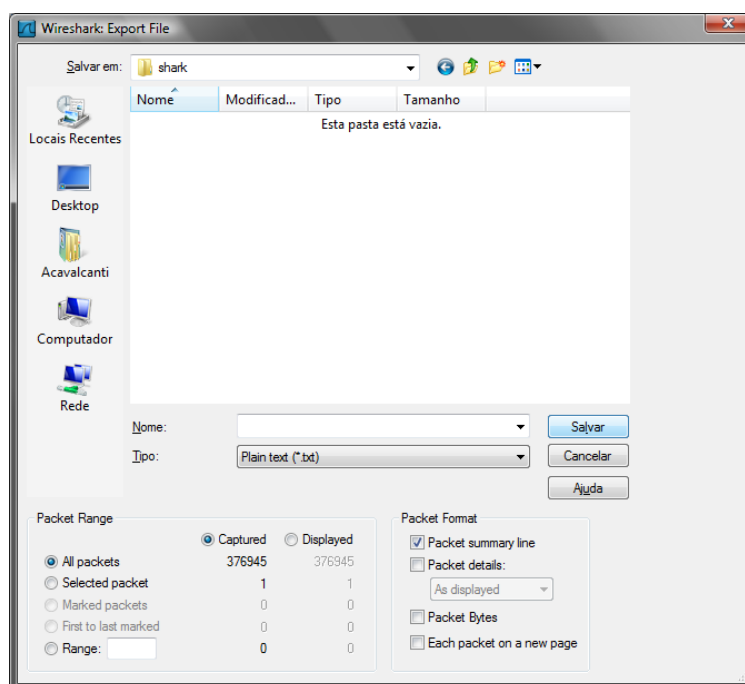 Wireshark: Export File
Salvar em: shark
Nome Modificad... Tipo Tamanho
Esta pasta está vazia.
Locais Recentes
Desktop
Acavalcanti
Computador
Rede
Nome:
Salvar
Tipo: Plain text (*.txt)
Cancelar
Ajuda
Packet Range
Captured Displayed
All packets 376945 376945
Selected packet 1 1
Marked packets 0 0
First to last marked 0 0
Range: 0 0
Packet Format
Packet summary line
Packet details:
As displayed
Packet Bytes
Each packet on a new page